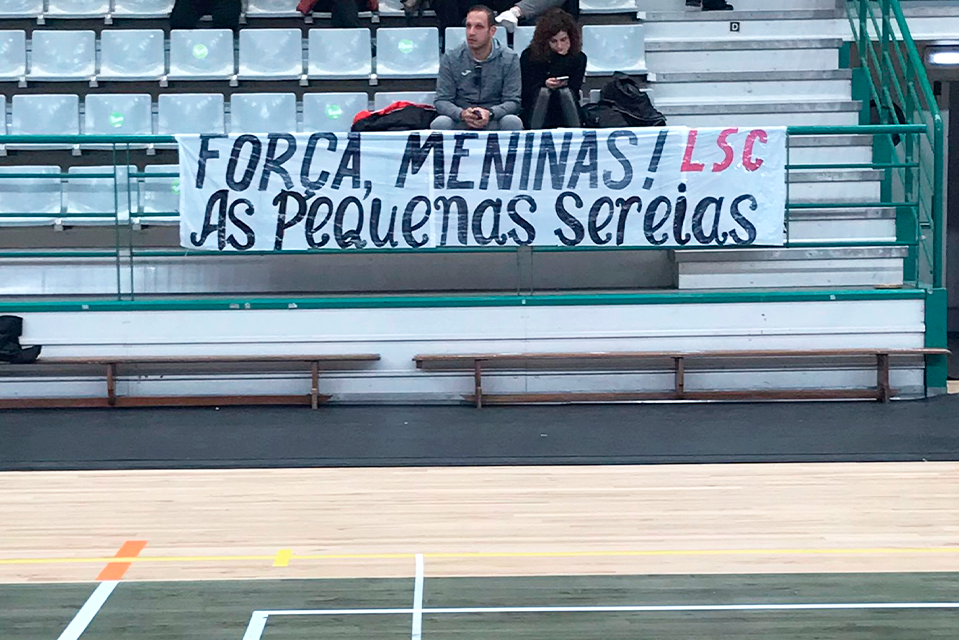 D
FORÇA, MENINAS! LSC
As Pequenas Sereias